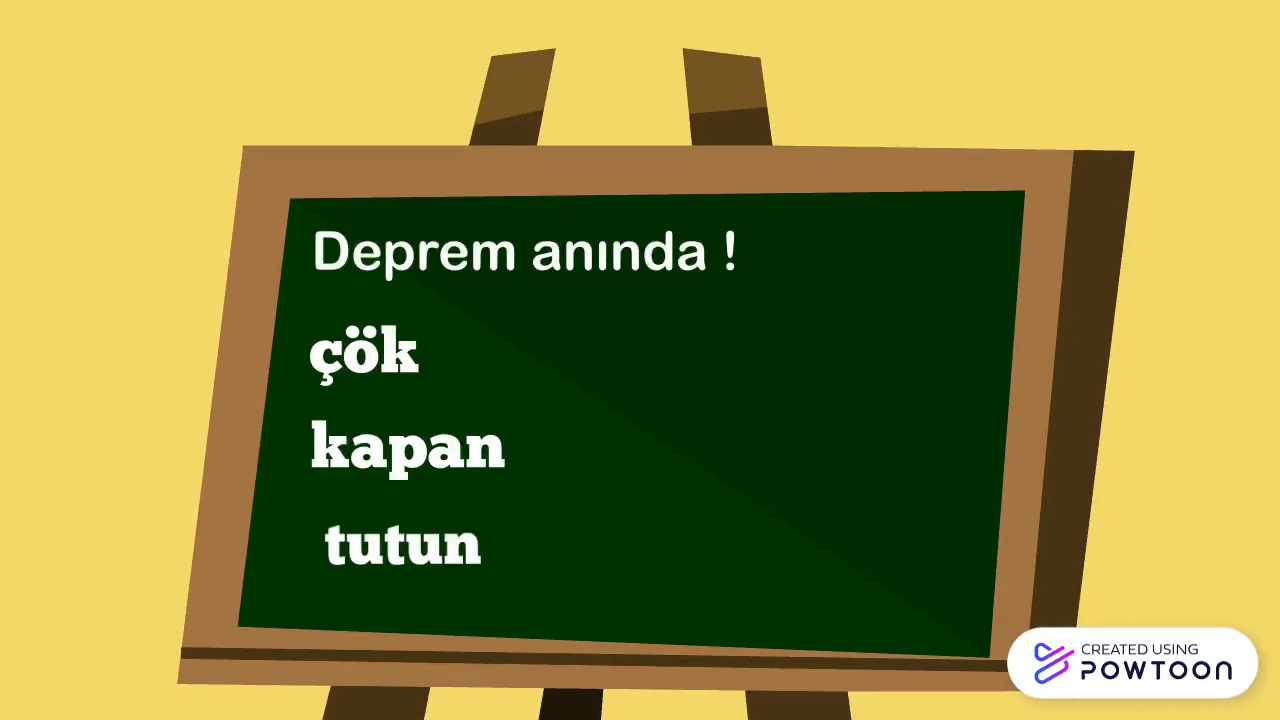 Deprem anında !
çök
kapan
tutun
CREATED USING
POWTOON